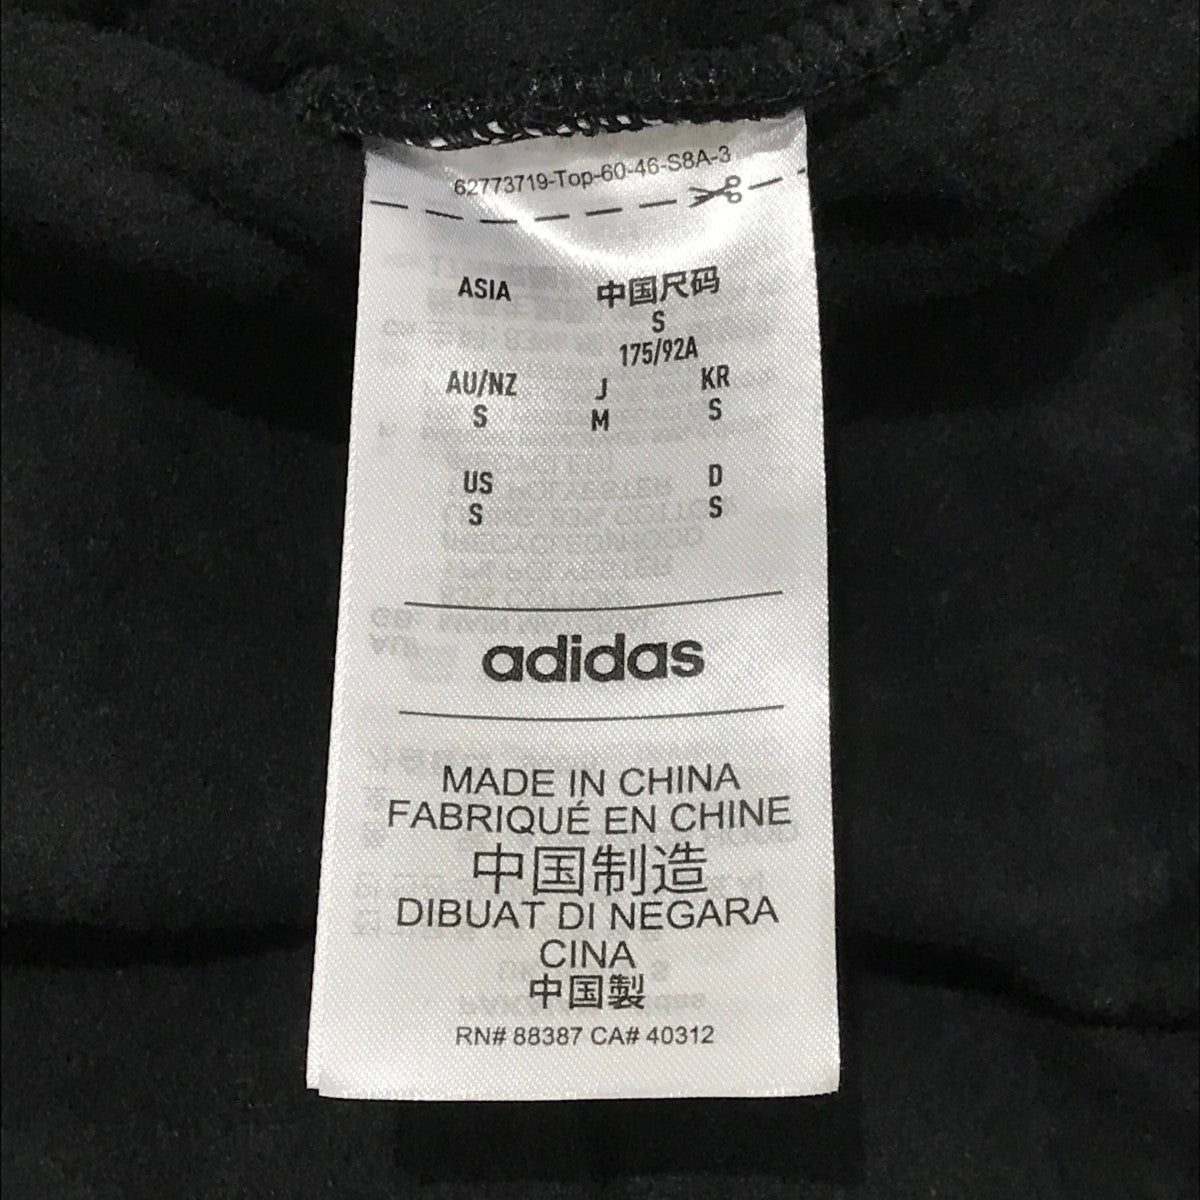 62773719-Top-60-46-S8A-3
ASIA 中国尺码
S
175/92A
AU/NZ J KR
S M S
US D
S S
adidas
MADE IN CHINA
FABRIQUÉ EN CHINE
中国制造
DIBUAT DI NEGARA
CINA
中国製
RN# 88387 CA# 40312